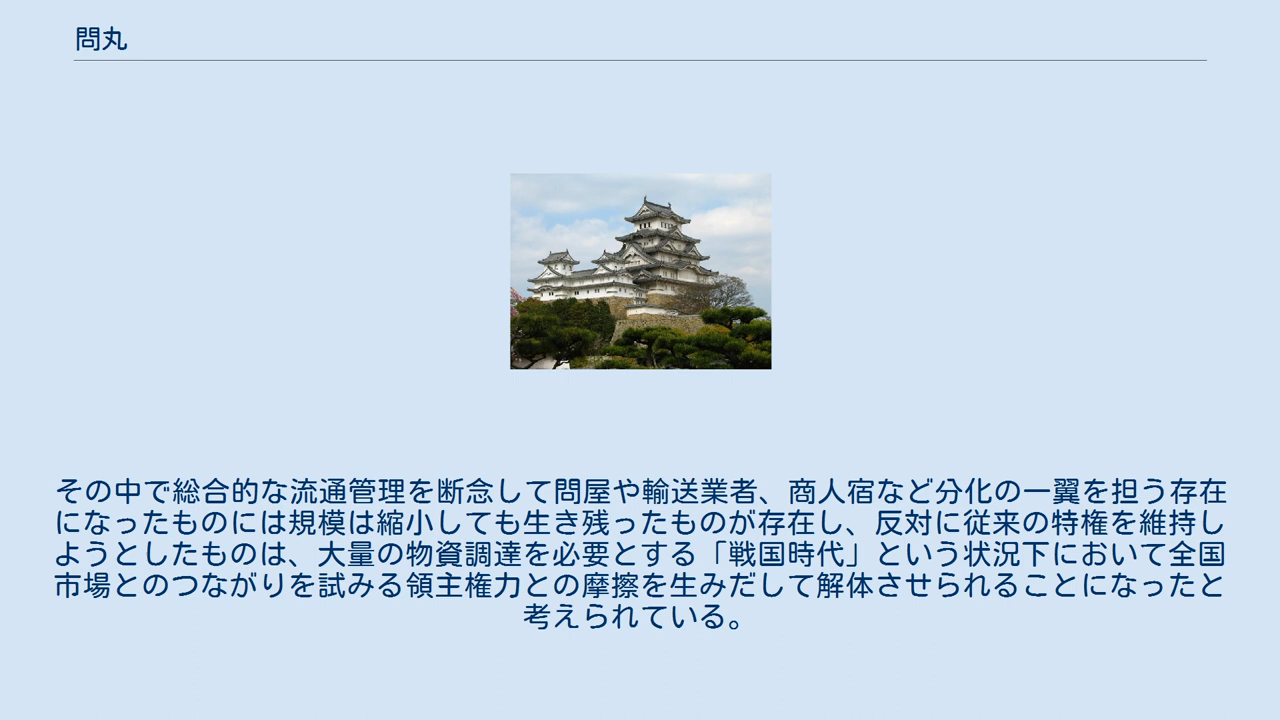 問丸
その中で総合的な流通管理を断念して問屋や輸送業者、商人宿など分化の一翼を担う存在
になったものには規模は縮小しても生き残ったものが存在し、反対に従来の特権を維持し
ようとしたものは、大量の物資調達を必要とする「戦国時代」という状況下において全国
市場とのつながりを試みる領主権力との摩擦を生みだして解体させられることになったと
考えられている。